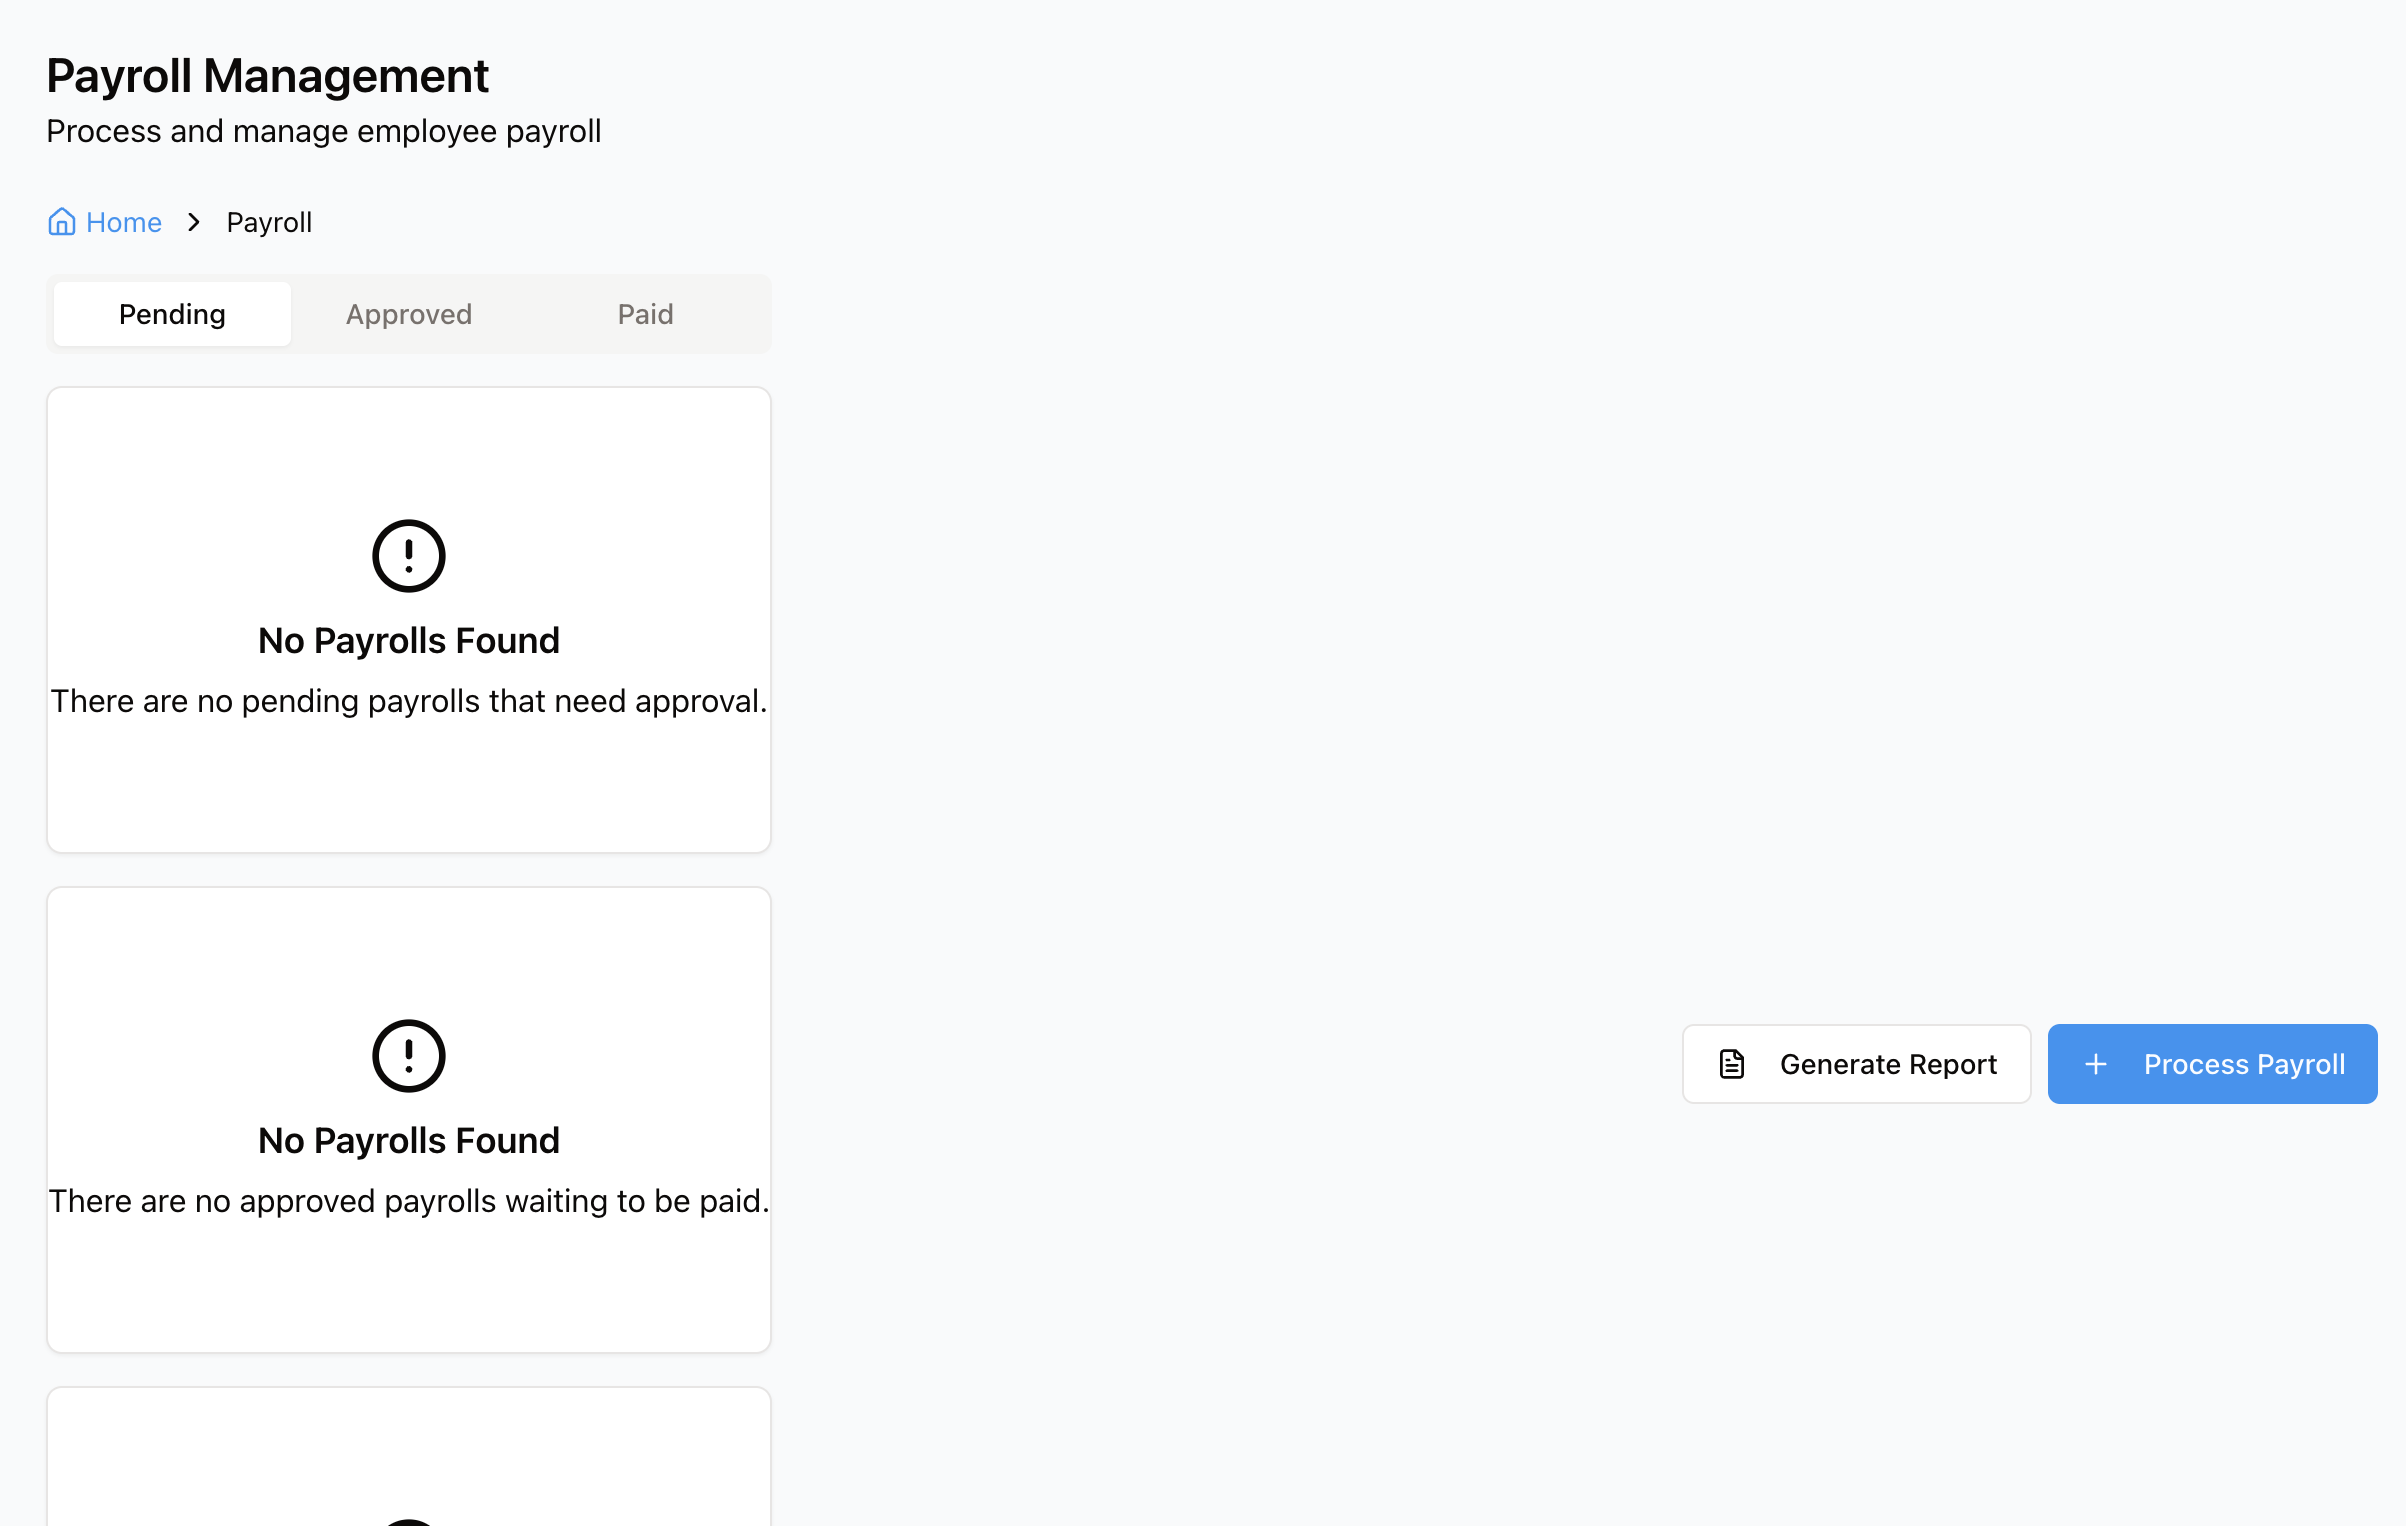 Payroll Management
Process and manage employee payroll
Home
Payroll
Pending
Approved
Paid
No Payrolls Found
There are no pending payrolls that need approval.
No Payrolls Found
There are no approved payrolls waiting to be paid.
Generate Report
Process Payroll